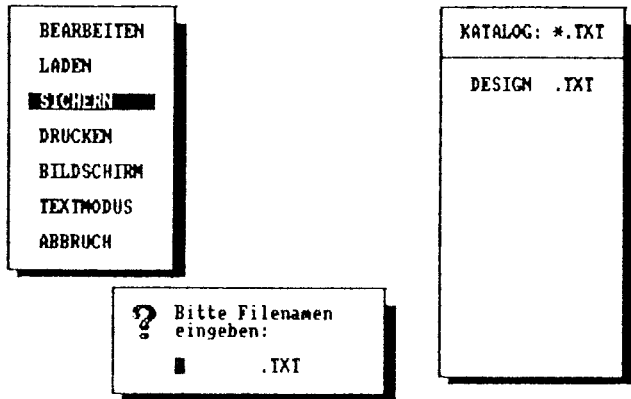 BEARBEITEN
LADEN
SICHERN
DRUCKEN
BILDSCHIRM
TEXTMODUS
ABBRUCH
KATALOG: *.TXT
DESIGN .TXT
? Bitte Filenamen
eingeben:
.TXT